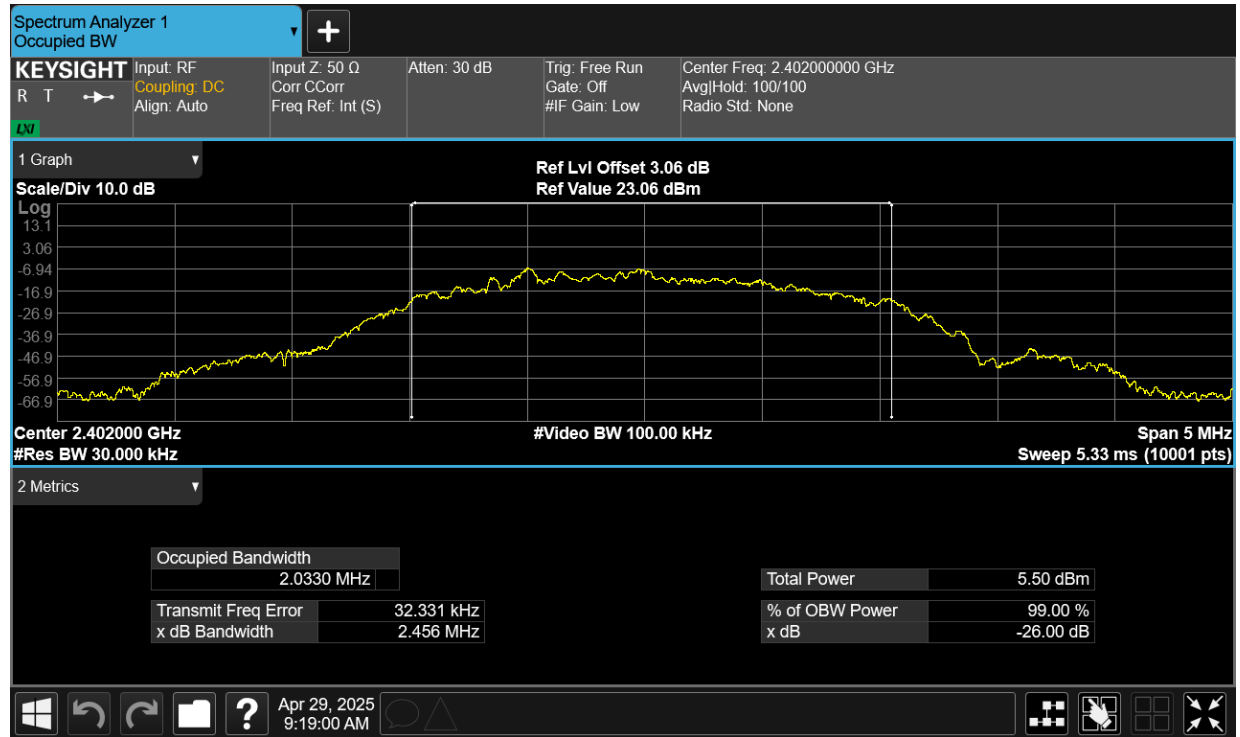 Spectrum Analyzer 1
Occupied BW
KEYSIGHT
R T
LXI
Input: RF
Coupling: DC
Align: Auto
Input Z: 50 Ω
Corr CCorr
Freq Ref: Int (S)
Atten: 30 dB
Trig: Free Run
Gate: Off
#IF Gain: Low
Center Freq: 2.402000000 GHz
Avg|Hold: 100/100
Radio Std: None
1 Graph
Scale/Div 10.0 dB
Ref Lvl Offset 3.06 dB
Ref Value 23.06 dBm
Log
13.1
3.06
-6.94
-16.9
-26.9
-36.9
-46.9
-56.9
-66.9
Center 2.402000 GHz
#Res BW 30.000 kHz
#Video BW 100.00 kHz
Span 5 MHz
Sweep 5.33 ms (10001 pts)
2 Metrics
Occupied Bandwidth
2.0330 MHz
Transmit Freq Error 32.331 kHz
x dB Bandwidth 2.456 MHz
Total Power 5.50 dBm
% of OBW Power 99.00 %
x dB -26.00 dB
?
Apr 29, 2025
9:19:00 AM